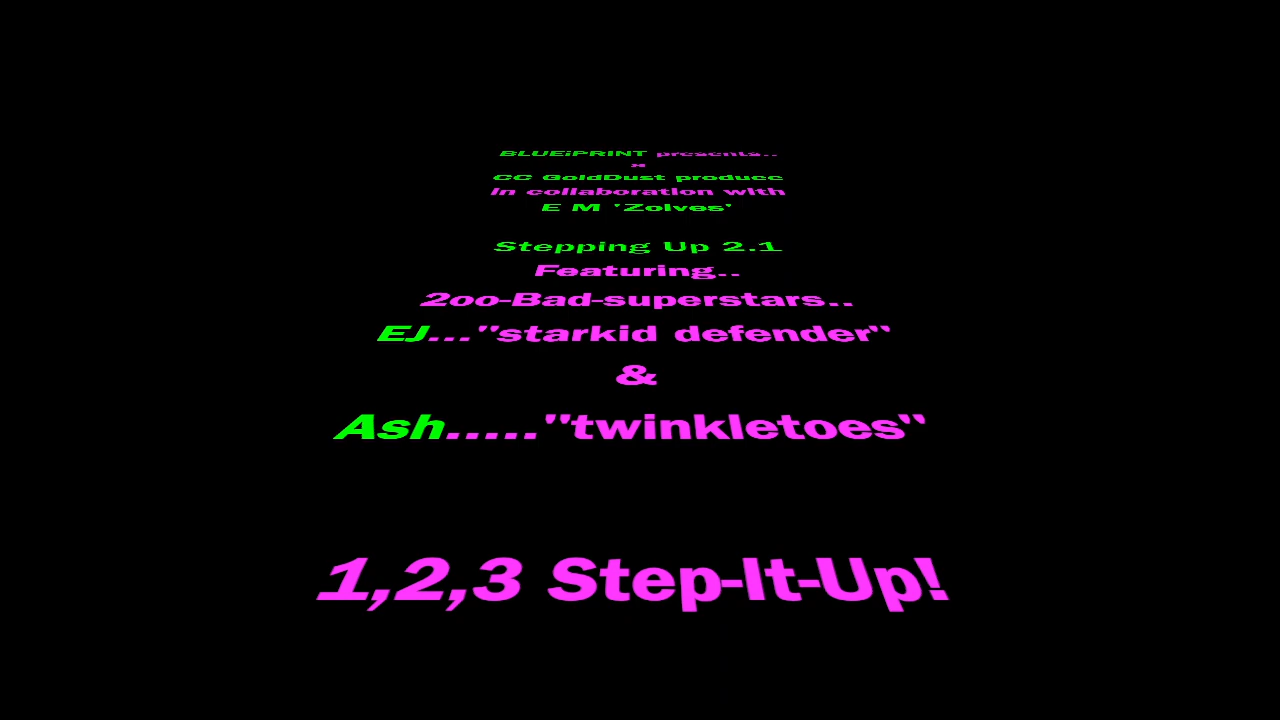 BLUEiPRINT presents..
x
CC GoldDust produce
in collaboration with
E M 'Zolves'
Stepping Up 2.1
Featuring..
2oo-Bad-superstars..
EJ..."starkid defender"
&
Ash....."twinkletoes"
1,2,3 Step-It-Up!